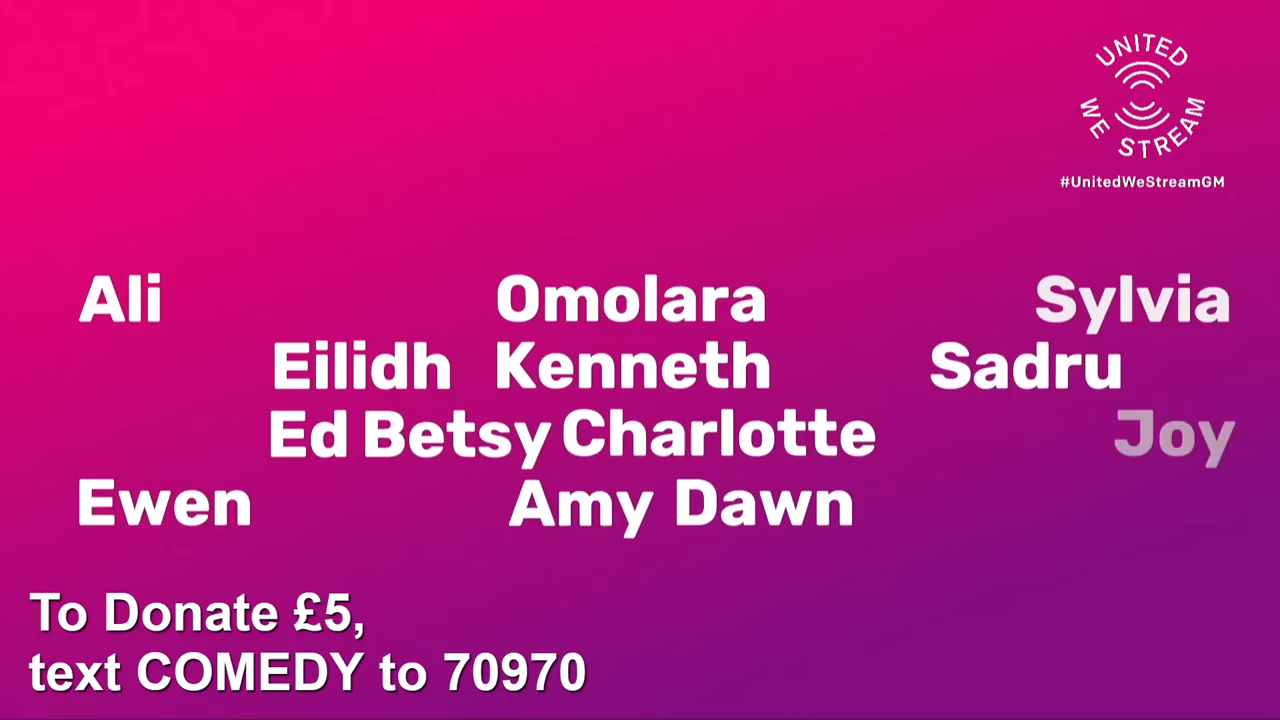 UNITED
WE STREAM
#UnitedWeStreamGM
Ali Omolara Sylvia
Eilidh Kenneth Sadru
Ed Betsy Charlotte Joy
Ewen Amy Dawn
To Donate £5,
text COMEDY to 70970